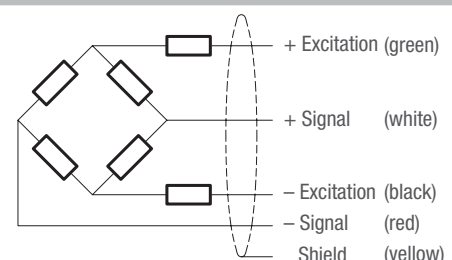 + Excitation (green)
+ Signal (white)
– Excitation (black)
– Signal (red)
Shield (yellow)